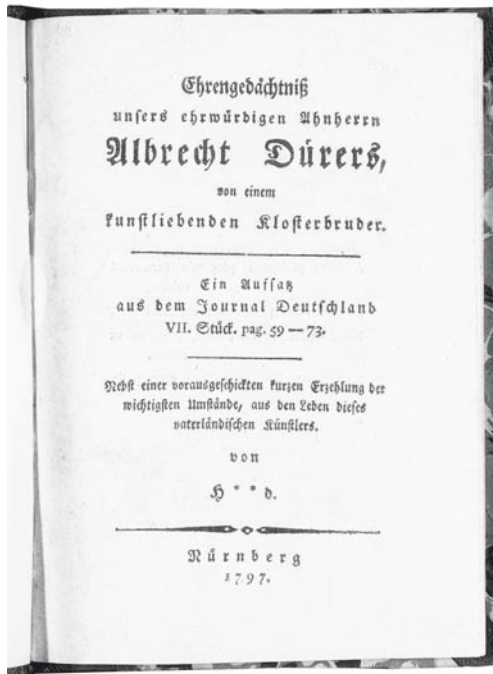 Ehrengedächtniß
unsers ehrwürdigen Ahnherrn
Albrecht Dürers,
von einem
kunstliebenden Klosterbruder.
Ein Aufsatz
aus dem Journal Deutschland
VII. Stück. pag. 59 — 73.
Nebst einer vorausgeschickten kurzen Erzehlung der
wichtigsten Umstände, aus den Leben dieses
vaterländischen Künstlers.
von
H * * d.
Nürnberg
1797.